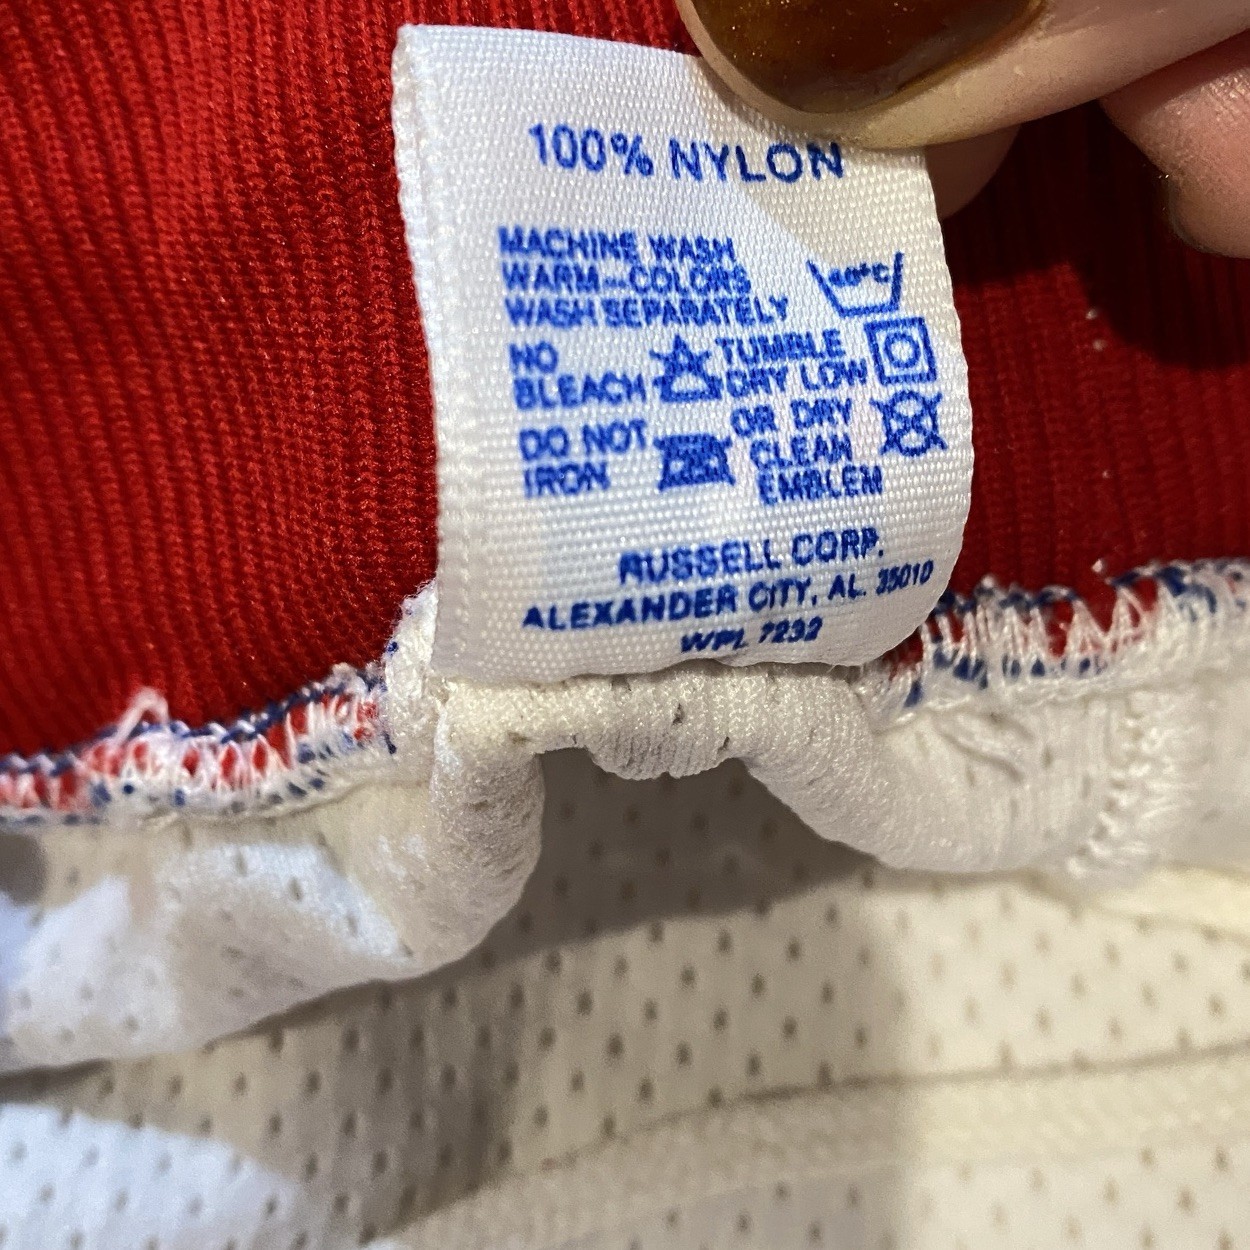 100% NYLON
MACHINE WASH
WARM-COLORS
WASH SEPARATELY
40°C
NO
BLEACH
TUMBLE
DRY LOW
DO NOT
IRON
OR DRY
CLEAN
EMBLEM
RUSSELL CORP.
ALEXANDER CITY, AL. 35010
WPL 7232